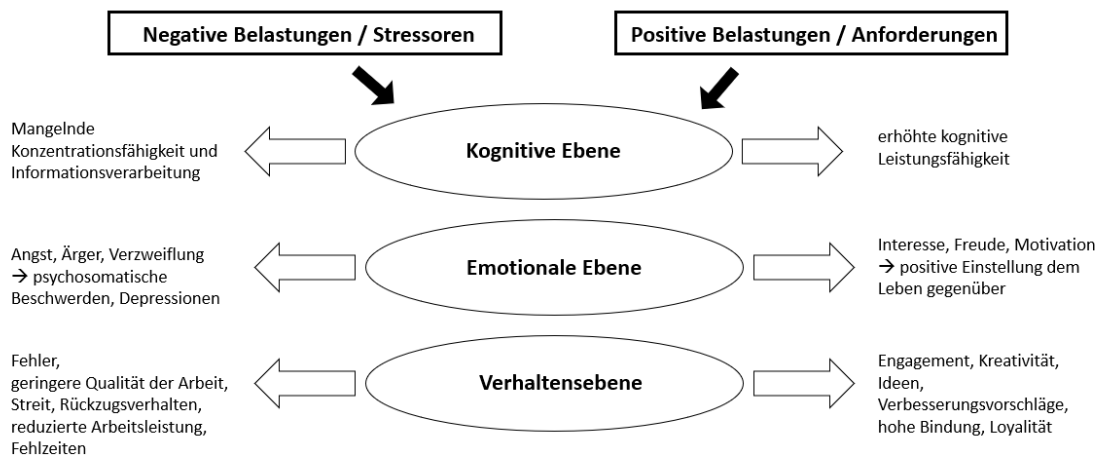 Negative Belastungen / Stressoren
Positive Belastungen / Anforderungen
Mangelnde
Konzentrationsfähigkeit und
Informationsverarbeitung
Kognitive Ebene
erhöhte kognitive
Leistungsfähigkeit
Angst, Ärger, Verzweiflung
→ psychosomatische
Beschwerden, Depressionen
Emotionale Ebene
Interesse, Freude, Motivation
→ positive Einstellung dem
Leben gegenüber
Fehler,
geringere Qualität der Arbeit,
Streit, Rückzugsverhalten,
reduzierte Arbeitsleistung,
Fehlzeiten
Verhaltensebene
Engagement, Kreativität,
Ideen,
Verbesserungsvorschläge,
hohe Bindung, Loyalität